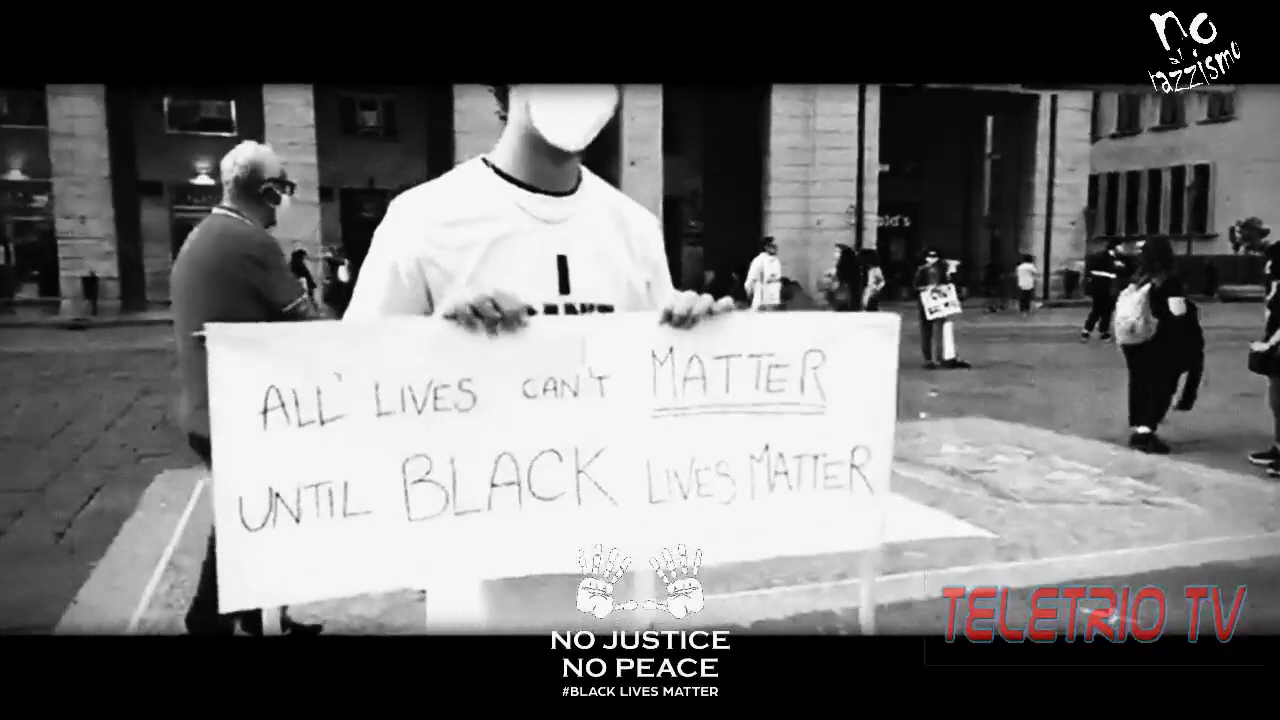 no
al
razzismo
ald's
I
ALL LIVES CAN'T MATTER
UNTIL BLACK LIVES MATTER
NO JUSTICE
NO PEACE
#BLACK LIVES MATTER
TELETRIO TV